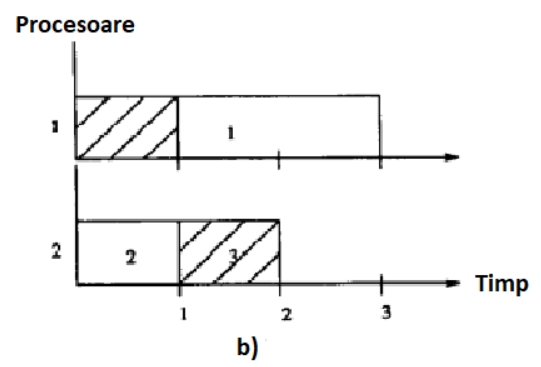 Procesoare
1 1
2 2 3
Timp
1 2 3
b)